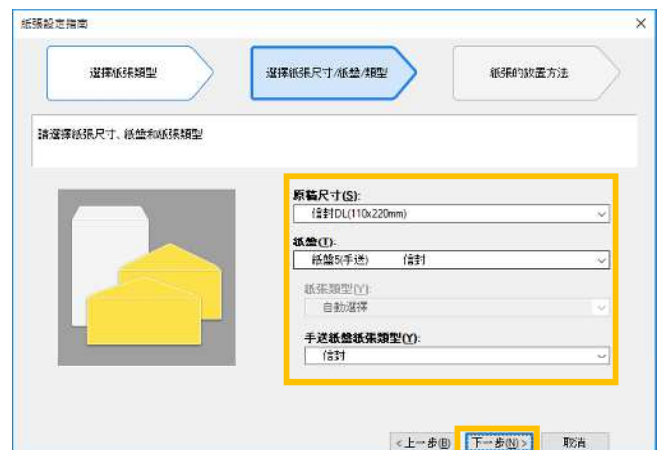 紙張設定指南
選擇紙張類型
選擇紙張尺寸/紙盤/類型
紙張的放置方法
請選擇紙張尺寸、紙盤和紙張類型
原稿尺寸(S):
信封DL(110x220mm)
紙盤(T):
紙盤5(手送) 信封
紙張類型(Y):
自動選擇
手送紙盤紙張類型(Y):
信封
<上一步(B) 下一步(N)> 取消